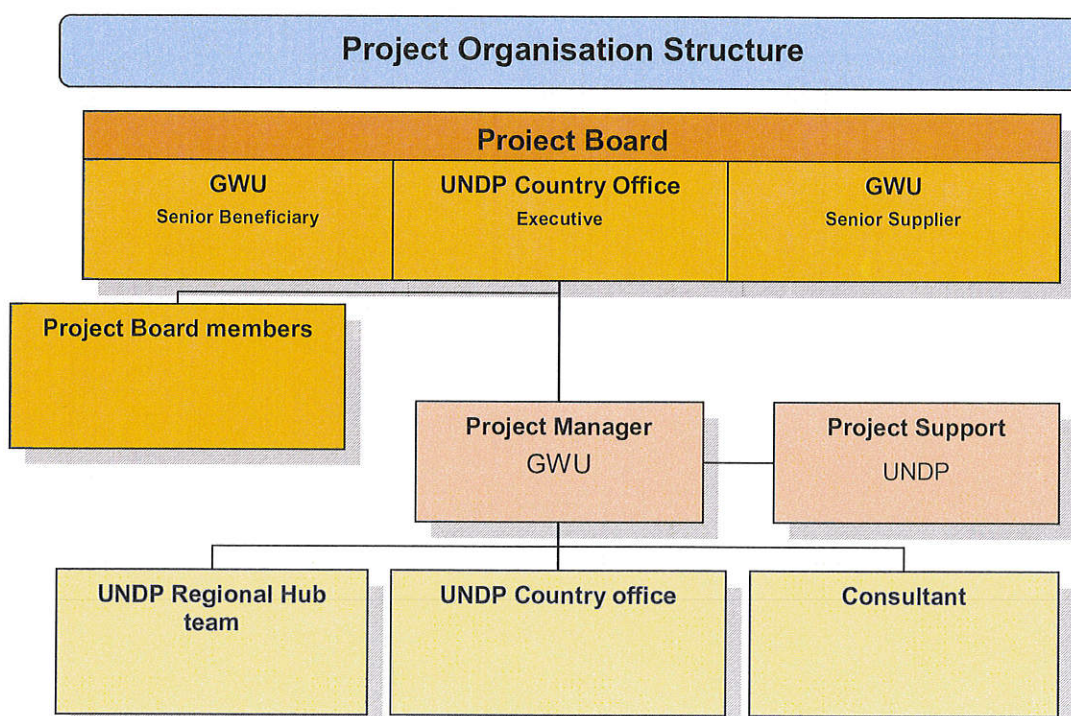 Project Organisation Structure
Project Board
GWU
Senior Beneficiary
UNDP Country Office
Executive
GWU
Senior Supplier
Project Board members
Project Manager
GWU
Project Support
UNDP
UNDP Regional Hub
team
UNDP Country office
Consultant